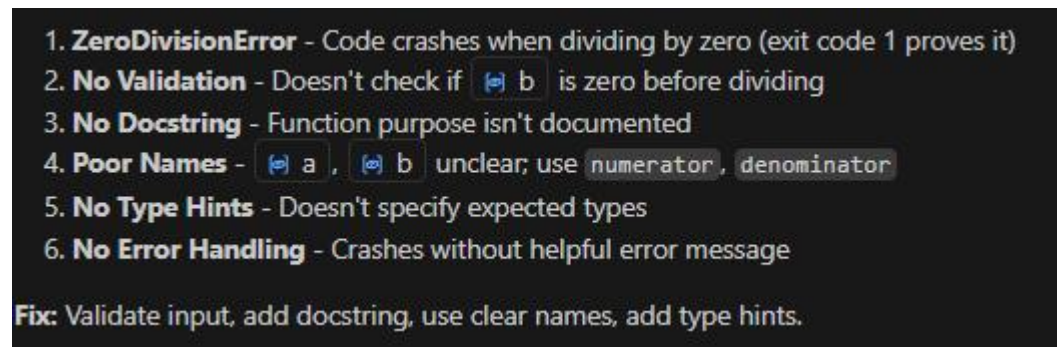 1. ZeroDivisionError - Code crashes when dividing by zero (exit code 1 proves it)
2. No Validation - Doesn't check if b is zero before dividing
3. No Docstring - Function purpose isn't documented
4. Poor Names - a , b unclear; use numerator, denominator
5. No Type Hints - Doesn't specify expected types
6. No Error Handling - Crashes without helpful error message
Fix: Validate input, add docstring, use clear names, add type hints.